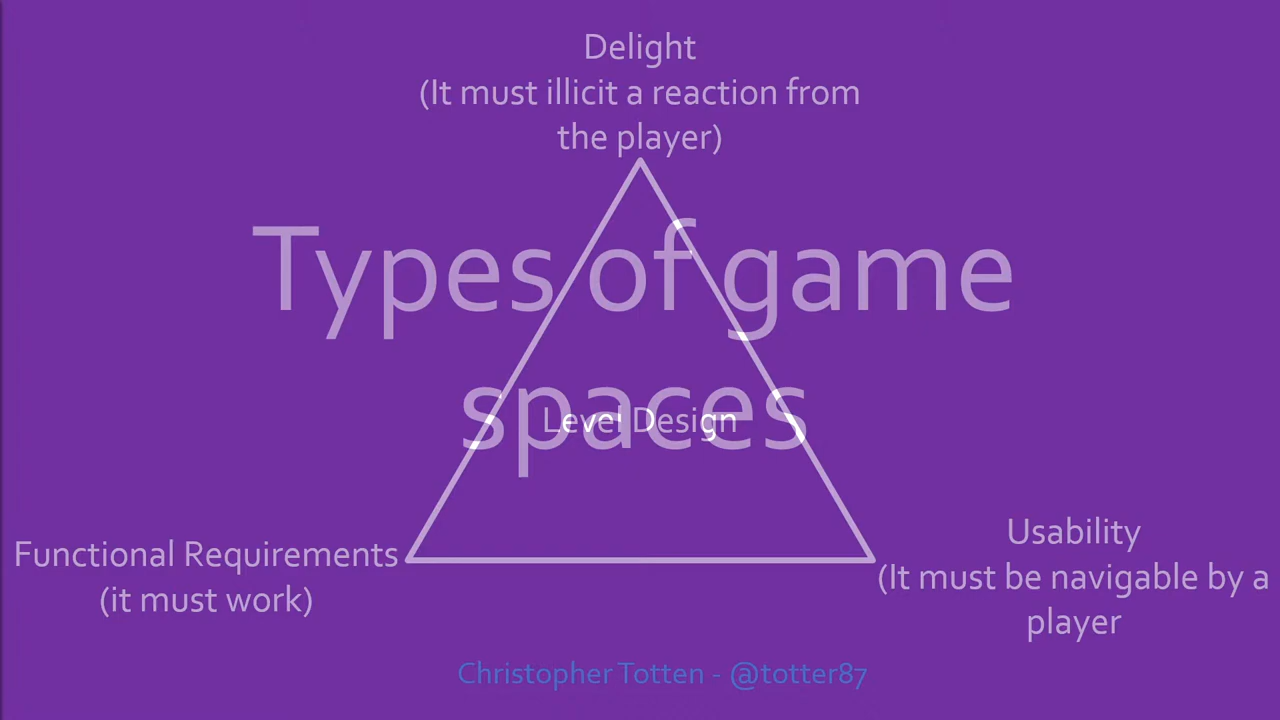 Delight
(It must illicit a reaction from
the player)
Types of game
spaces
Level Design
Functional Requirements
(it must work)
Usability
(It must be navigable by a
player
Christopher Totten - @totter87